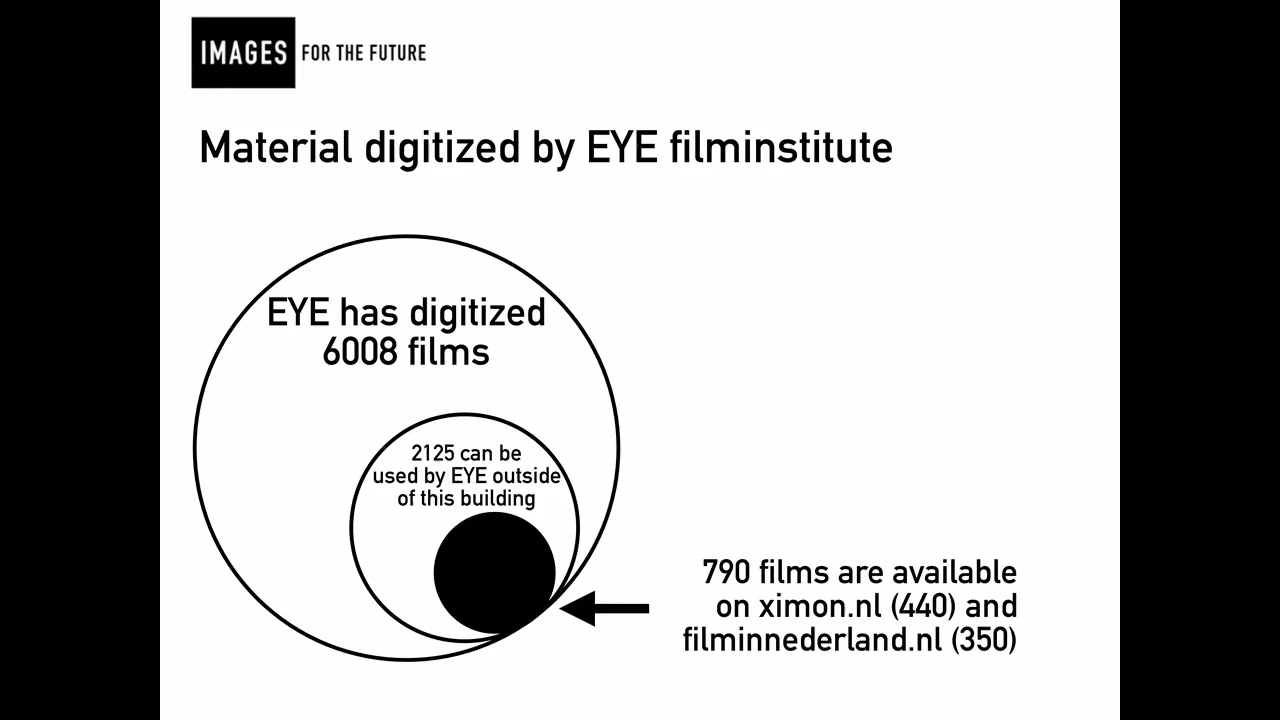 IMAGES FOR THE FUTURE
Material digitized by EYE filminstitute
EYE has digitized
6008 films
2125 can be
used by EYE outside
of this building
790 films are available
on ximon.nl (440) and
filminnederland.nl (350)